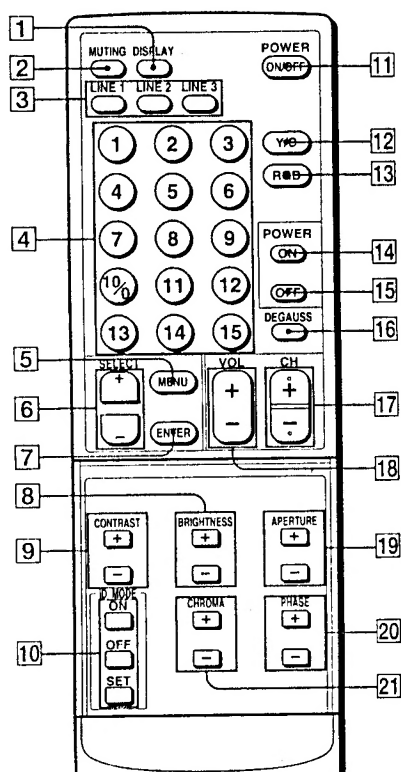 1
MUTING DISPLAY
POWER
2
ON/OFF
11
LINE 1 LINE 2 LINE 3
3
1 2 3
Y/C
12
RGB
13
4 5 6
4
7 8 9
POWER
ON
14
10/0 11 12
OFF
15
13 14 15
DEGAUSS
16
5
SELECT
MENU
VOL
CH
+
+
+
6
17
−
−
−
7
ENTER
18
8
CONTRAST
BRIGHTNESS
APERTURE
9
+
+
+
19
−
−
−
ID MODE
CHROMA
PHASE
ON
+
+
20
10
OFF
−
−
SET
21